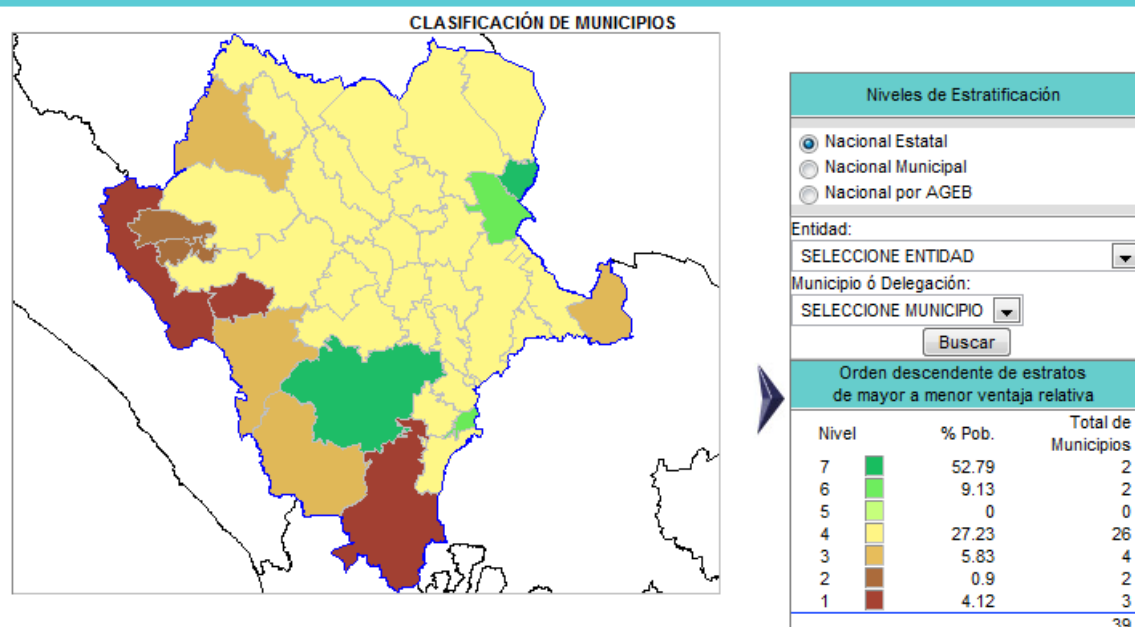 CLASIFICACIÓN DE MUNICIPIOS
Niveles de Estratificación
Nacional Estatal
Nacional Municipal
Nacional por AGEB
Entidad:
SELECCIONE ENTIDAD
Municipio ó Delegación:
SELECCIONE MUNICIPIO
Buscar
Orden descendente de estratos
de mayor a menor ventaja relativa
Nivel % Pob. Total de Municipios
7 52.79 2
6 9.13 2
5 0 0
4 27.23 26
3 5.83 4
2 0.9 2
1 4.12 3
39